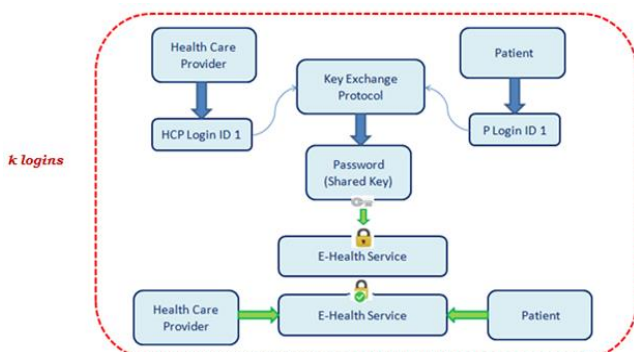 Health Care
Provider
Patient
Key Exchange
Protocol
HCP Login ID 1
P Login ID 1
k logins
Password
(Shared Key)
E-Health Service
Health Care
Provider
E-Health Service
Patient